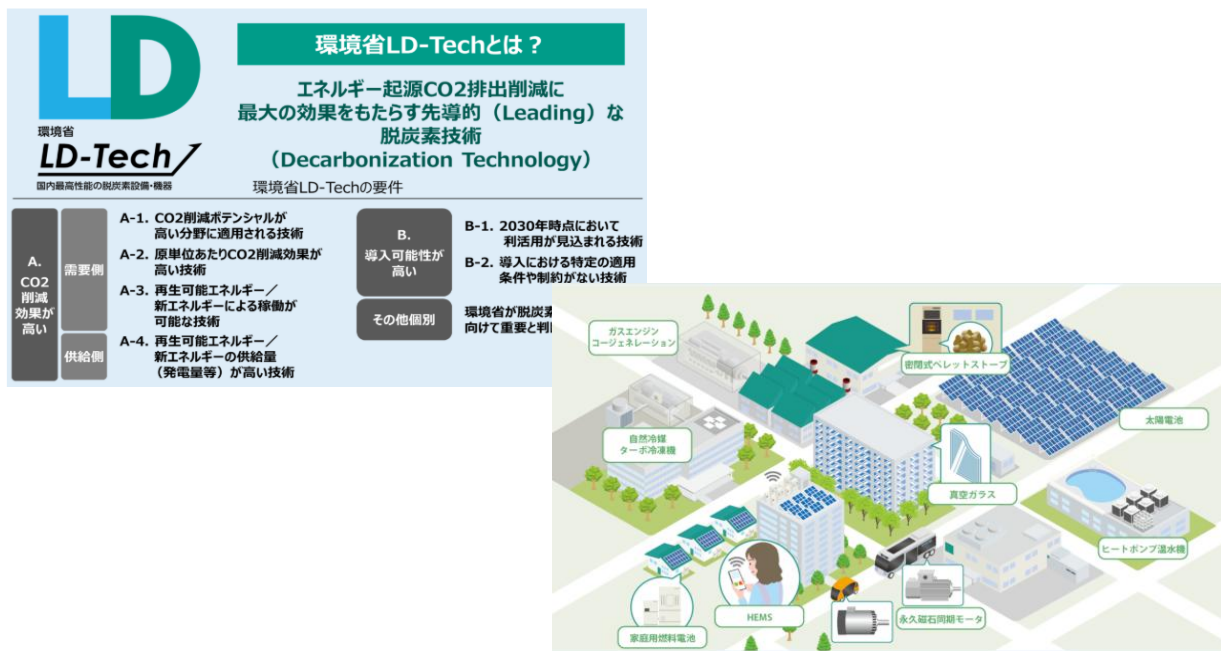 LD
環境省
LD-Tech
国内最高性能の脱炭素設備・機器
環境省LD-Techとは？
エネルギー起源CO2排出削減に
最大の効果をもたらす先導的（Leading）な
脱炭素技術
（Decarbonization Technology）
環境省LD-Techの要件
A.
CO2
削減
効果が
高い
需要側
A-1. CO2削減ポテンシャルが
高い分野に適用される技術
A-2. 原単位あたりCO2削減効果が
高い技術
A-3. 再生可能エネルギー／
新エネルギーによる稼働が
可能な技術
供給側
A-4. 再生可能エネルギー／
新エネルギーの供給量
（発電量等）が高い技術
B.
導入可能性が
高い
B-1. 2030年時点において
利活用が見込まれる技術
B-2. 導入における特定の適用
条件や制約がない技術
その他個別
環境省が脱炭素
向けて重要と判
ガスエンジン
コージェネレーション
密閉式ペレットストーブ
太陽電池
自然冷媒
ターボ冷凍機
真空ガラス
ヒートポンプ温水機
HEMS
永久磁石同期モータ
家庭用燃料電池